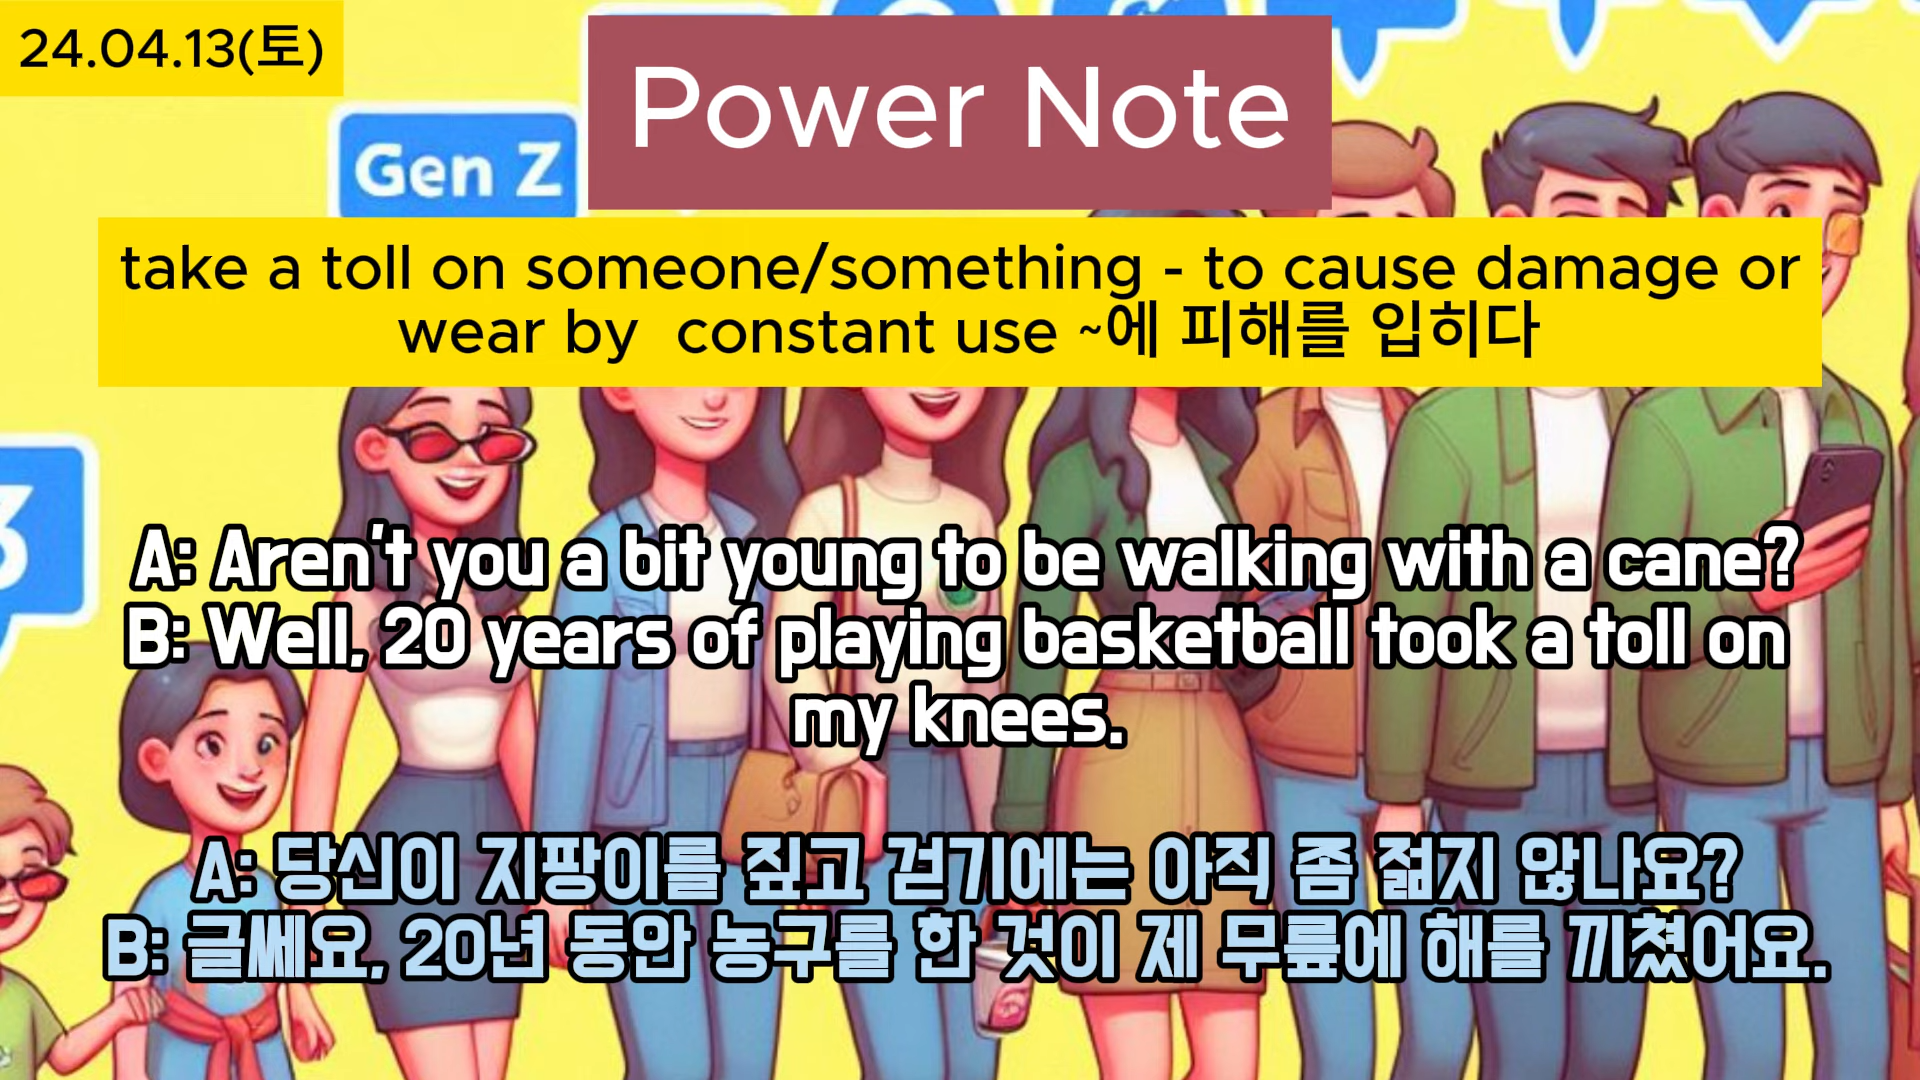 24.04.13(토)
Power Note
Gen Z
take a toll on someone/something - to cause damage or
wear by constant use ~에 피해를 입히다
3
A: Aren't you a bit young to be walking with a cane?
B: Well, 20 years of playing basketball took a toll on
my knees.
A: 당신이 지팡이를 짚고 걷기에는 아직 좀 젊지 않나요?
B: 글쎄요, 20년 동안 농구를 한 것이 제 무릎에 해를 끼쳤어요.